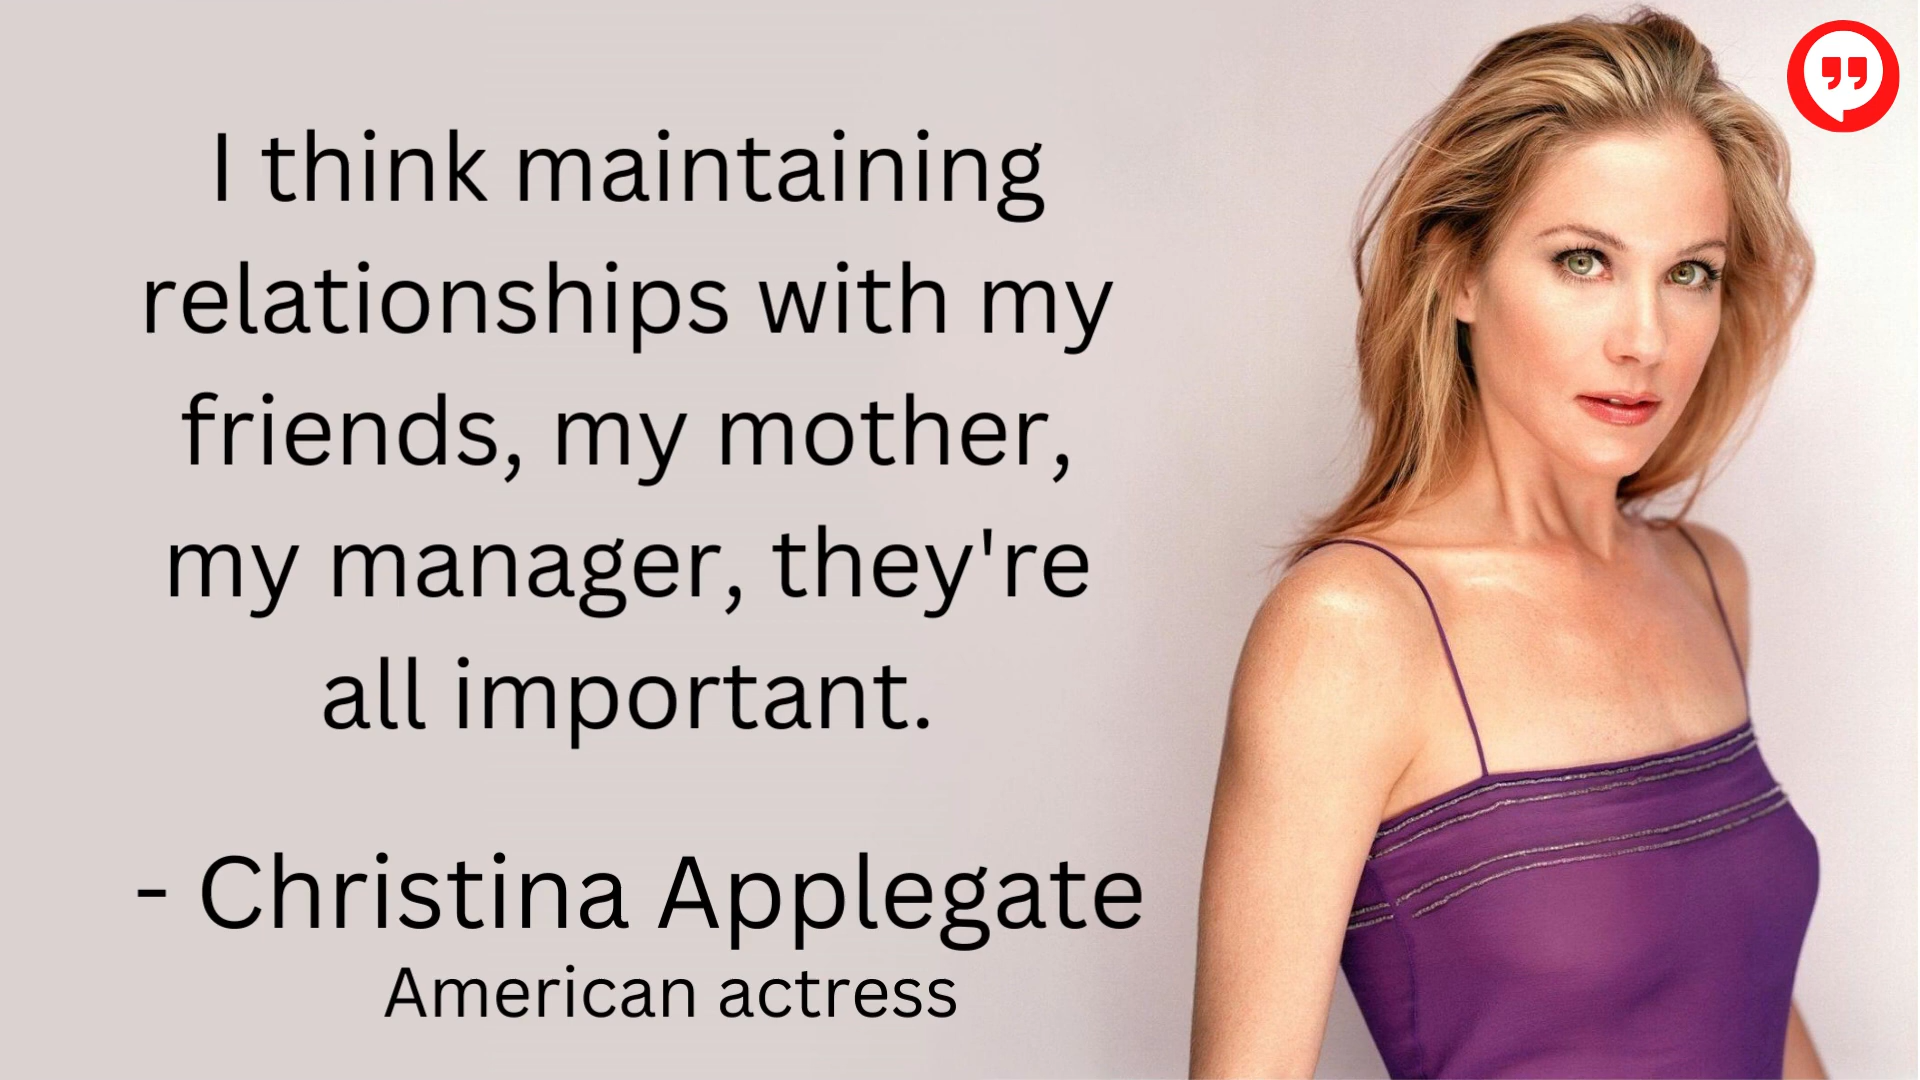 I think maintaining
relationships with my
friends, my mother,
my manager, they're
all important.
- Christina Applegate
American actress